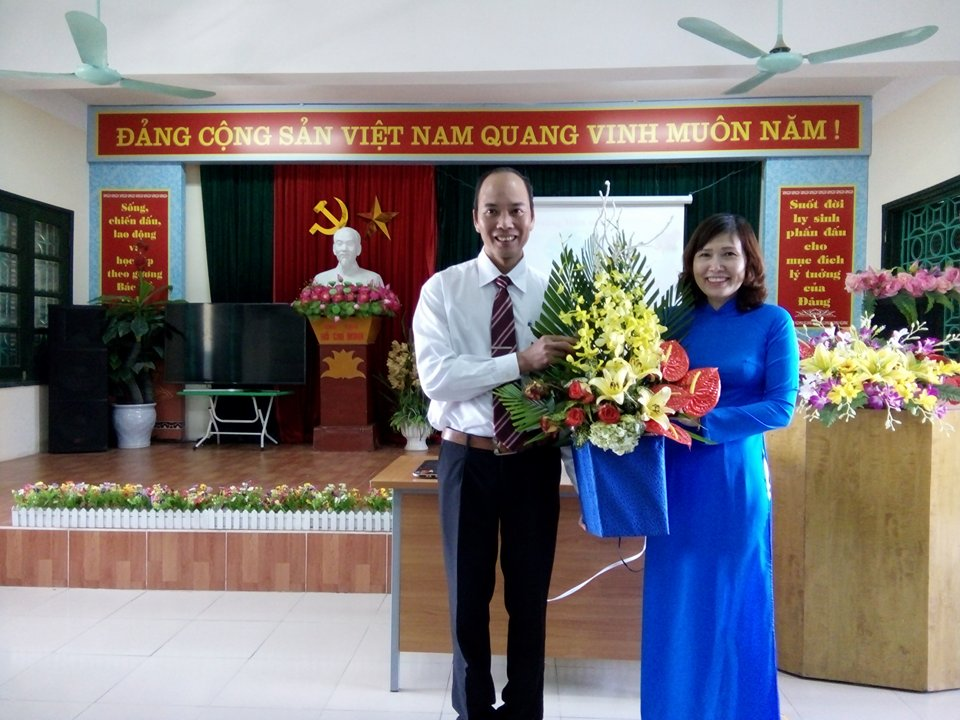 ĐẢNG CỘNG SẢN VIỆT NAM QUANG VINH MUÔN NĂM !
Sống,
chiến đấu,
lao động
và
học tập
theo gương
Bác
Suốt đời
hy sinh
phấn đấu
cho
mục đích
lý tưởng
của
Đảng
HỒ CHÍ MINH